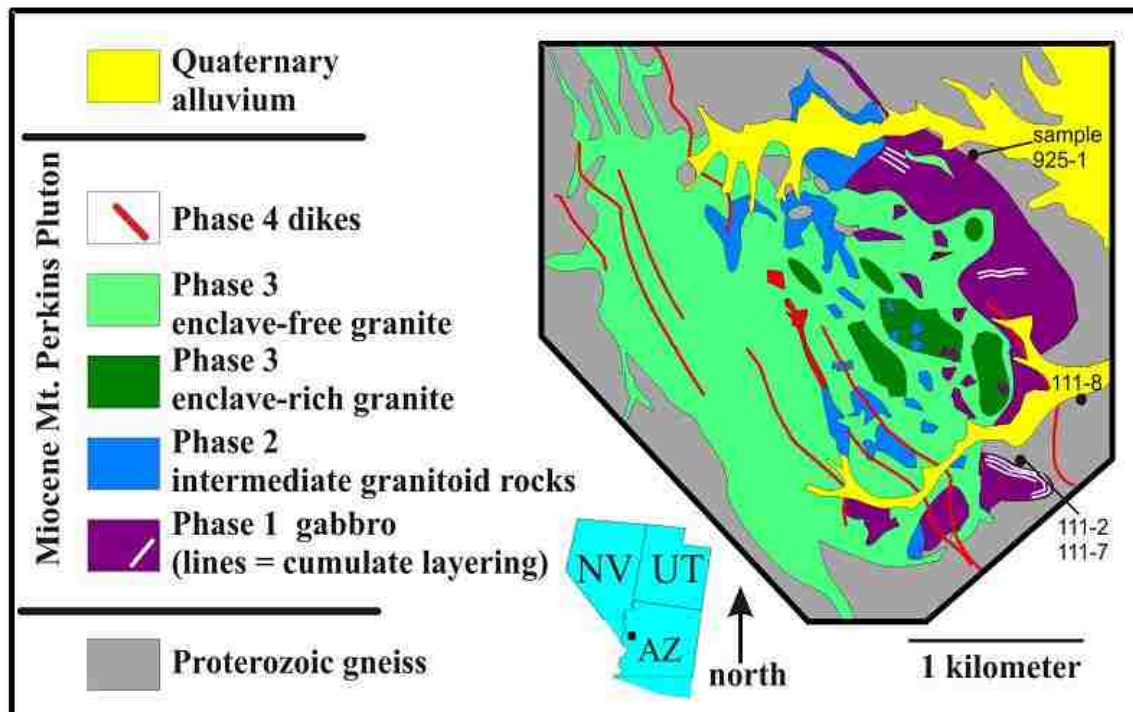 Quaternary
alluvium
Miocene Mt. Perkins Pluton
Phase 4 dikes
Phase 3
enclave-free granite
Phase 3
enclave-rich granite
Phase 2
intermediate granitoid rocks
Phase 1 gabbro
(lines = cumulate layering)
Proterozoic gneiss
sample
925-1
111-8
111-2
111-7
NV
UT
AZ
north
1 kilometer